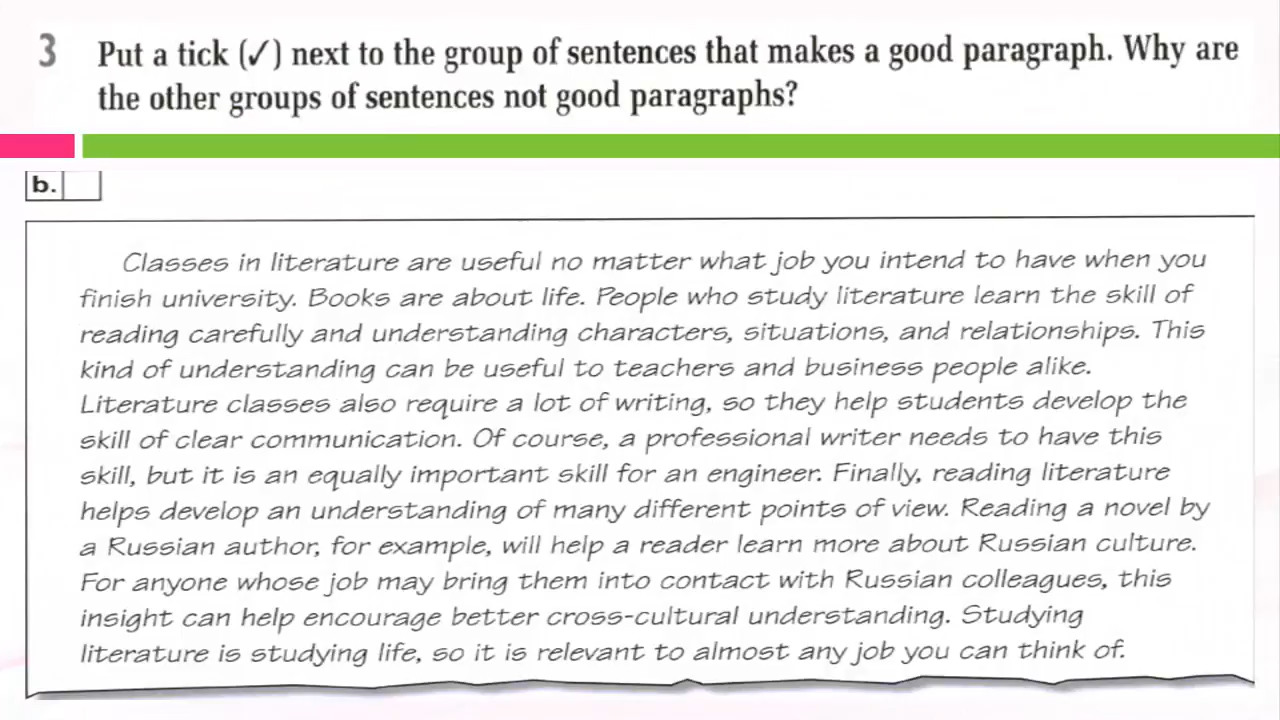 3 Put a tick (✓) next to the group of sentences that makes a good paragraph. Why are
the other groups of sentences not good paragraphs?
b.
Classes in literature are useful no matter what job you intend to have when you
finish university. Books are about life. People who study literature learn the skill of
reading carefully and understanding characters, situations, and relationships. This
kind of understanding can be useful to teachers and business people alike.
Literature classes also require a lot of writing, so they help students develop the
skill of clear communication. Of course, a professional writer needs to have this
skill, but it is an equally important skill for an engineer. Finally, reading literature
helps develop an understanding of many different points of view. Reading a novel by
a Russian author, for example, will help a reader learn more about Russian culture.
For anyone whose job may bring them into contact with Russian colleagues, this
insight can help encourage better cross-cultural understanding. Studying
literature is studying life, so it is relevant to almost any job you can think of.